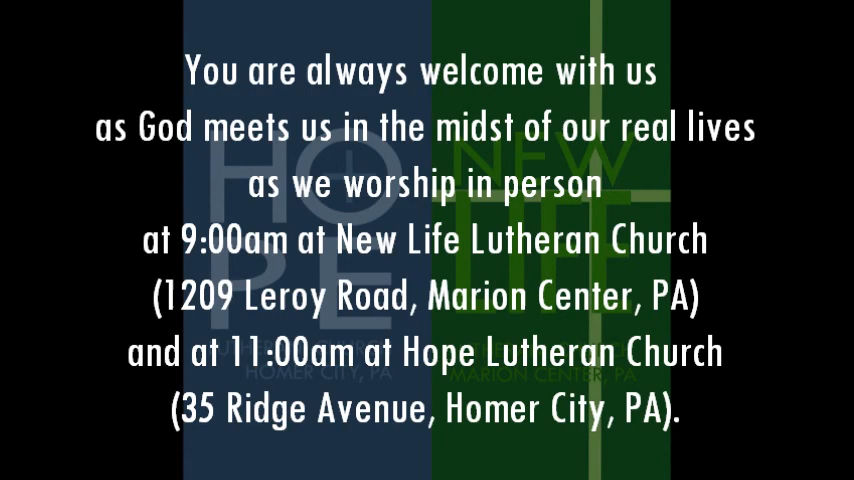 You are always welcome with us
as God meets us in the midst of our real lives
as we worship in person
at 9:00am at New Life Lutheran Church
(1209 Leroy Road, Marion Center, PA)
and at 11:00am at Hope Lutheran Church
(35 Ridge Avenue, Homer City, PA).
HO
PE
HOMER CITY, PA
NEW
LIFE
MARION CENTER, PA